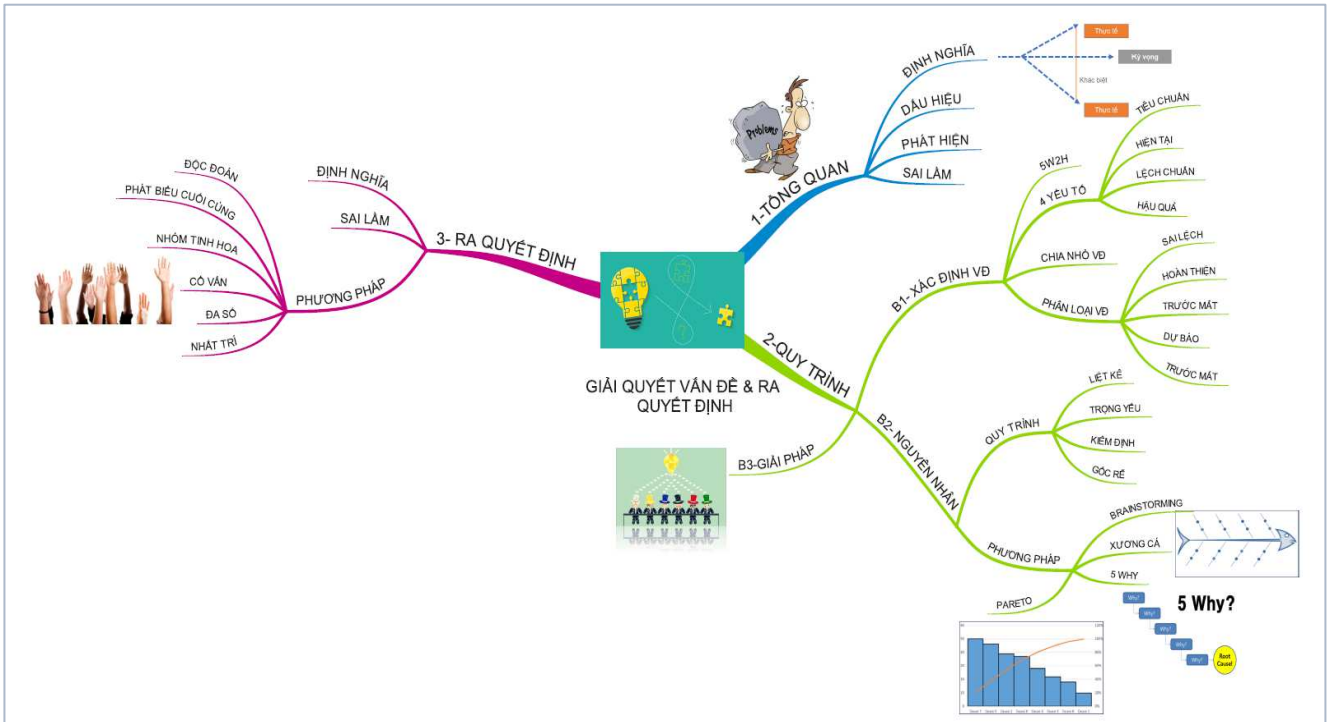 GIẢI QUYẾT VẤN ĐỀ & RA
QUYẾT ĐỊNH
1-TỔNG QUAN
Problems
ĐỊNH NGHĨA
Thực tế
Kỳ vọng
Khác biệt
Thực tế
DẤU HIỆU
PHÁT HIỆN
SAI LẦM
2-QUY TRÌNH
B1- XÁC ĐỊNH VĐ
5W2H
4 YẾU TỐ
TIÊU CHUẨN
HIỆN TẠI
LỆCH CHUẨN
HẬU QUẢ
CHIA NHỎ VĐ
PHÂN LOẠI VĐ
SAI LỆCH
HOÀN THIỆN
TRƯỚC MẮT
DỰ BÁO
TRƯỚC MẮT
B2- NGUYÊN NHÂN
QUY TRÌNH
LIỆT KÊ
TRỌNG YẾU
KIỂM ĐỊNH
GỐC RỄ
PHƯƠNG PHÁP
BRAINSTORMING
XƯƠNG CÁ
5 WHY
5 Why?
Why?
Why?
Why?
Why?
Why?
Root
Cause!
PARETO
B3-GIẢI PHÁP
3- RA QUYẾT ĐỊNH
ĐỊNH NGHĨA
SAI LẦM
PHƯƠNG PHÁP
ĐỘC ĐOÁN
PHÁT BIỂU CUỐI CÙNG
NHÓM TINH HOA
CỐ VẤN
ĐA SỐ
NHẤT TRÍ